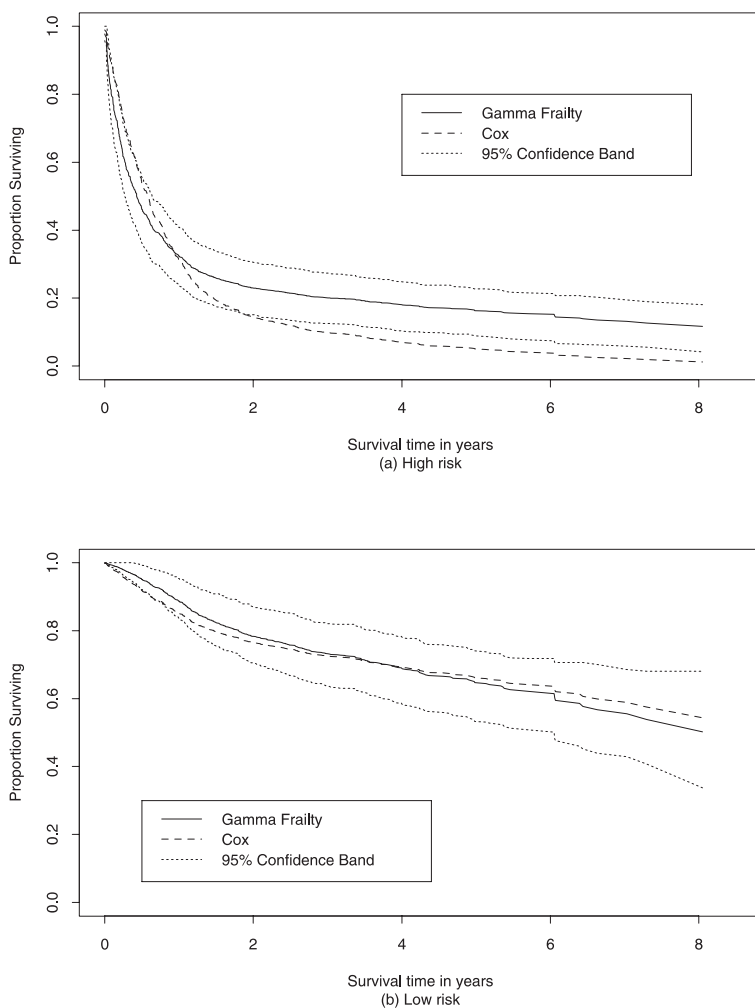 Proportion Surviving
1.0
0.8
0.6
0.4
0.2
0.0
Gamma Frailty
Cox
95% Confidence Band
0 2 4 6 8
Survival time in years
(a) High risk
Proportion Surviving
1.0
0.8
0.6
0.4
0.2
0.0
Gamma Frailty
Cox
95% Confidence Band
0 2 4 6 8
Survival time in years
(b) Low risk